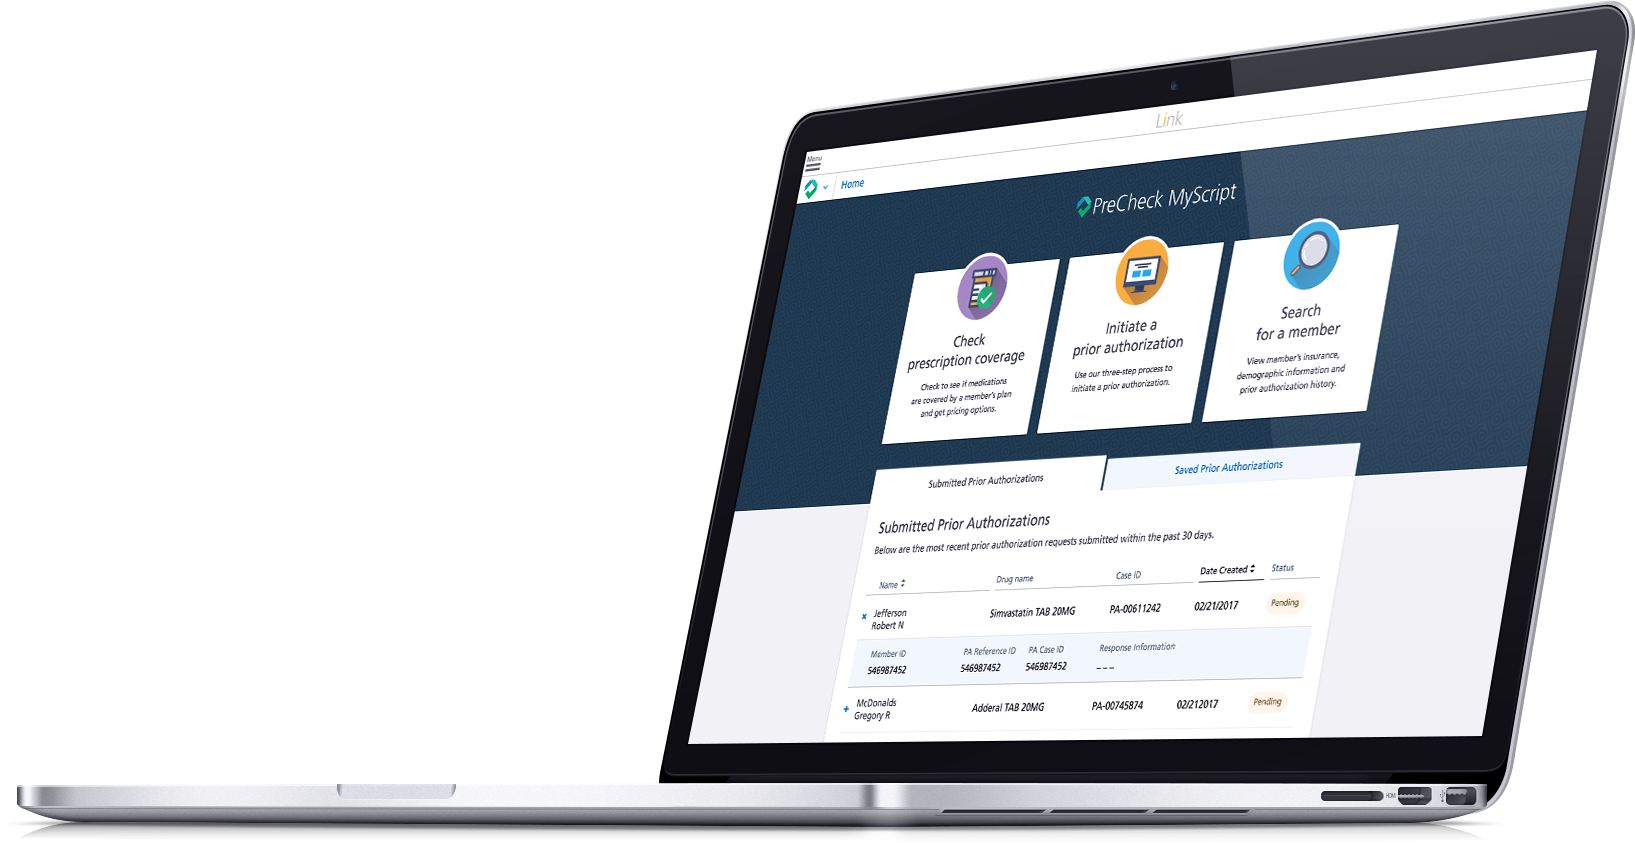 Link
Menu
Home
PreCheck MyScript
Check
prescription coverage
Check to see if medications
are covered by a member's plan
and get pricing options.
Initiate a
prior authorization
Use our three-step process to
initiate a prior authorization.
Search
for a member
View member's insurance,
demographic information and
prior authorization history.
Submitted Prior Authorizations
Saved Prior Authorizations
Submitted Prior Authorizations
Below are the most recent prior authorization requests submitted within the past 30 days.
Name Drug name Case ID Date Created Status
Jefferson
Robert N
Simvastatin TAB 20MG PA-00611242 02/21/2017 Pending
Member ID PA Reference ID PA Case ID Response Information
546987452 546987452 546987452 ---
McDonalds
Gregory R
Adderal TAB 20MG PA-00745874 02/212017 Pending
HDMI